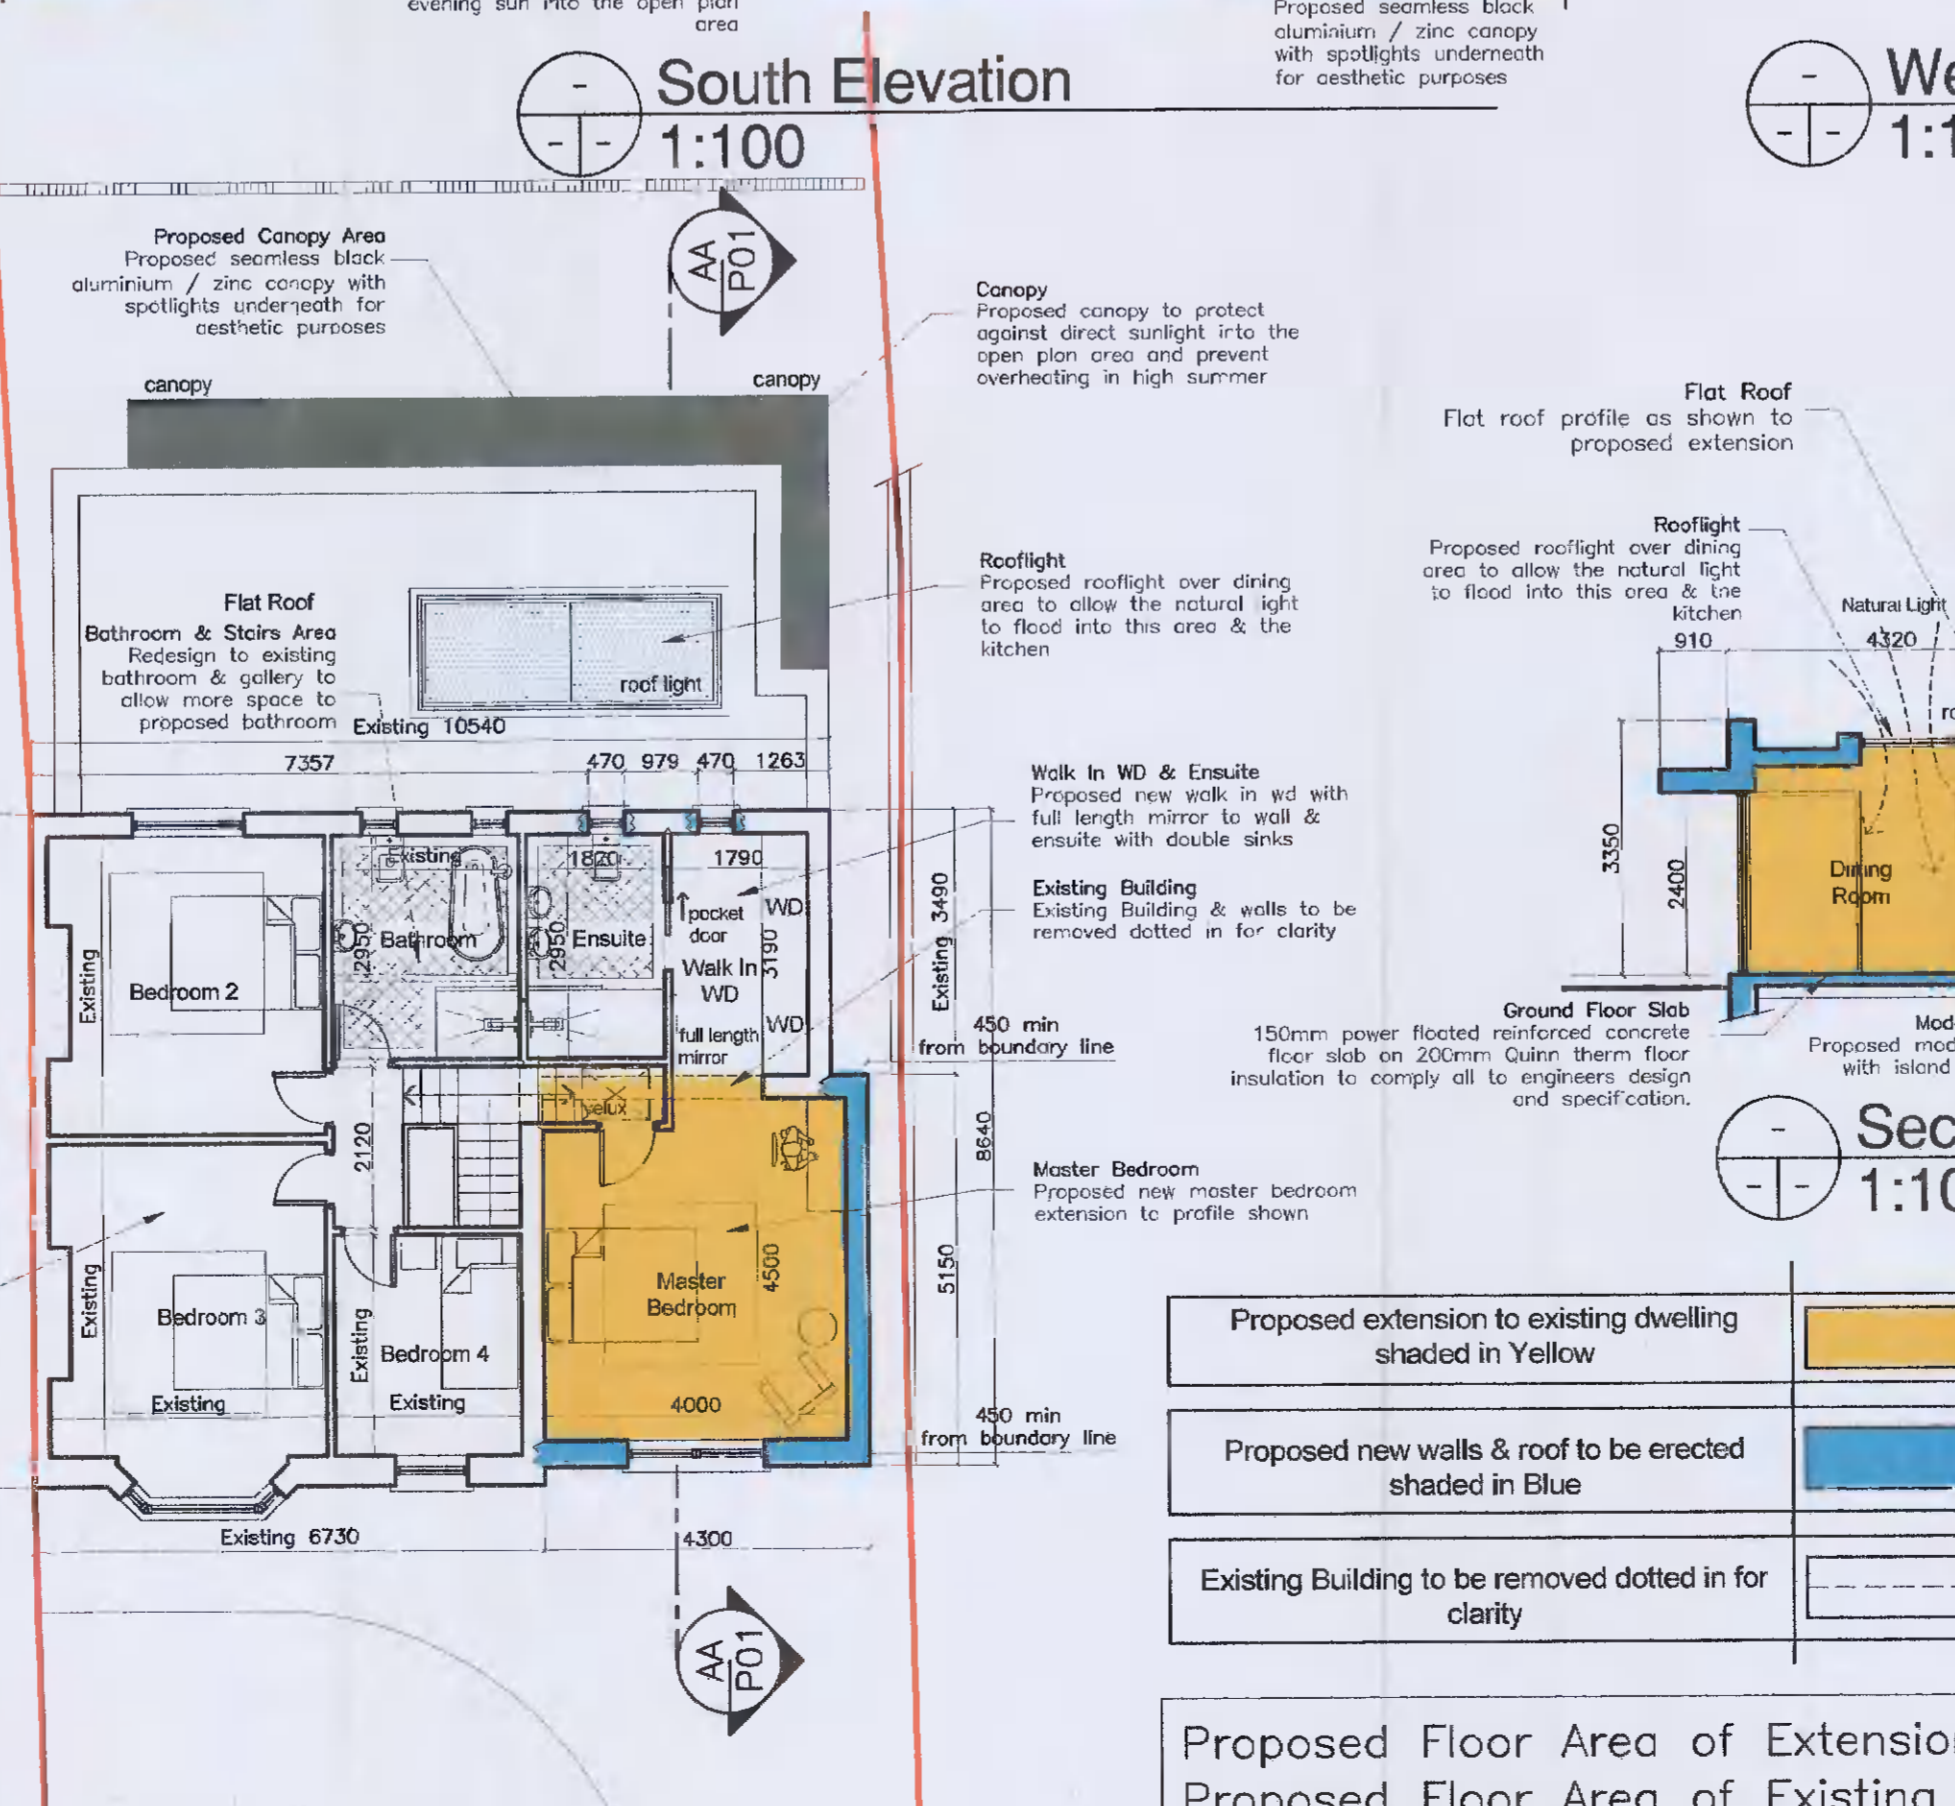 evening sun into the open plan
area
South Elevation
1:100
Proposed seamless black
aluminium / zinc canopy
with spotlights underneath
for aesthetic purposes
AA
P01
Proposed Canopy Area
Proposed seamless black
aluminium / zinc canopy with
spotlights underneath for
aesthetic purposes
canopy
canopy
Canopy
Proposed canopy to protect
against direct sunlight into the
open plan area and prevent
overheating in high summer
Flat Roof
Flat roof profile as shown to
proposed extension
Rooflight
Proposed rooflight over dining
area to allow the natural light
to flood into this area & the
kitchen
Rooflight
Proposed rooflight over dining
area to allow the natural light
to flood into this area & the
kitchen
Natural Light
910
4320
3350
2400
Dining
Room
Flat Roof
Bathroom & Stairs Area
Redesign to existing
bathroom & gallery to
allow more space to
proposed bathroom
roof light
Existing 10540
7357
470
979
470
1263
Walk In WD & Ensuite
Proposed new walk in wd with
full length mirror to wall &
ensuite with double sinks
Existing Building
Existing Building & walls to be
removed dotted in for clarity
Existing
Bedroom 2
Existing
2950
Bathroom
1820
2950
Ensuite
1790
pocket
door
WD
3190
Walk In
WD
full length
mirror
WD
Existing 3490
450 min
from boundary line
Ground Floor Slab
150mm power floated reinforced concrete
floor slab on 200mm Quinn therm floor
insulation to comply all to engineers design
and specification.
with island
1:10
velux
2120
8640
5150
Master Bedroom
Proposed new master bedroom
extension to profile shown
Existing
Bedroom 3
Existing
Existing
Bedroom 4
Existing
Master
Bedroom
4500
4000
450 min
from boundary line
Existing 6730
4300
AA
P01
Proposed extension to existing dwelling
shaded in Yellow
Proposed new walls & roof to be erected
shaded in Blue
Existing Building to be removed dotted in for
clarity
Proposed Floor Area of
Proposed Floor Area of Existing